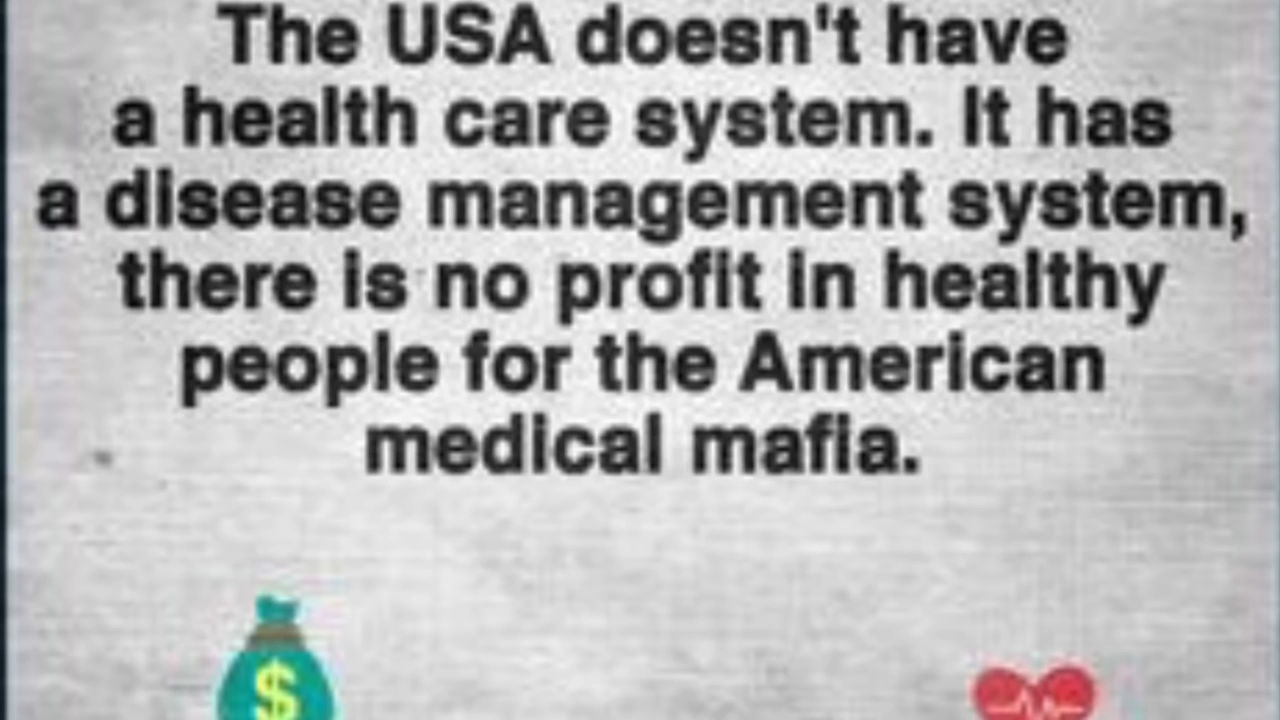 The USA doesn't have
a health care system. It has
a disease management system,
there is no profit in healthy
people for the American
medical mafia.
$